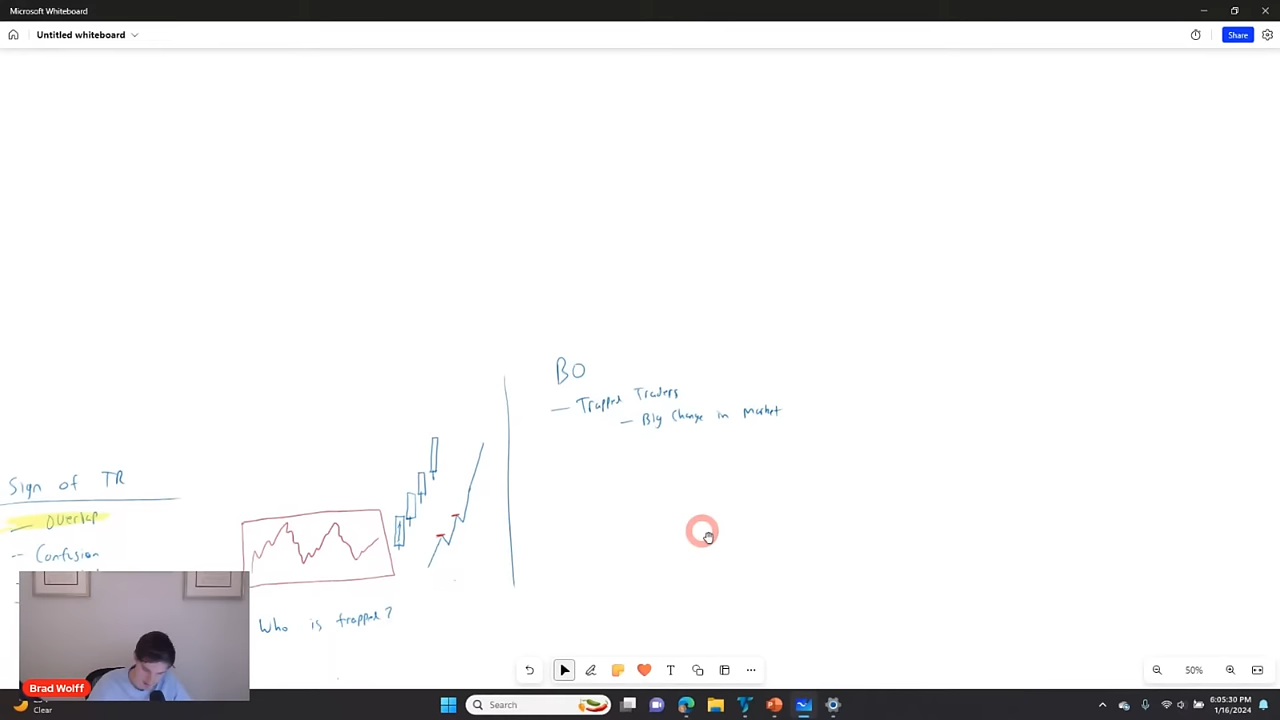 Microsoft Whiteboard
Untitled whiteboard
Share
BO
— Trapped Traders
— Big Change in Market
Sign of TR
— Overlap
-- Confusion
Who is trapped?
Brad Wolff
Clear
Search
50%
6:05:30 PM
1/16/2024